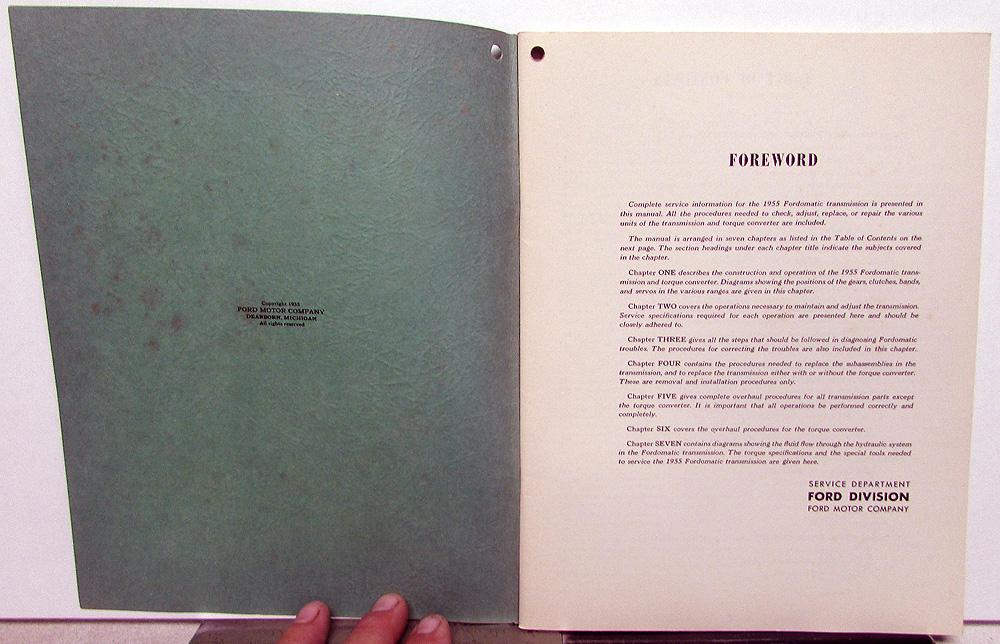 Copyright 1955
FORD MOTOR COMPANY
DEARBORN, MICHIGAN
All rights reserved
FOREWORD
Complete service information for the 1955 Fordomatic transmission is presented in
this manual. All the procedures needed to check, adjust, replace, or repair the various
units of the transmission and torque converter are included.
The manual is arranged in seven chapters as listed in the Table of Contents on the
next page. The section headings under each chapter title indicate the subjects covered
in the chapter.
Chapter ONE describes the construction and operation of the 1955 Fordomatic trans-
mission and torque converter. Diagrams showing the positions of the gears, clutches, bands,
and servos in the various ranges are given in this chapter.
Chapter TWO covers the operations necessary to maintain and adjust the transmission.
Service specifications required for each operation are presented here and should be
closely adhered to.
Chapter THREE gives all the steps that should be followed in diagnosing Fordomatic
troubles. The procedures for correcting the troubles are also included in this chapter.
Chapter FOUR contains the procedures needed to replace the subassemblies in the
transmission, and to replace the transmission either with or without the torque converter.
These are removal and installation procedures only.
Chapter FIVE gives complete overhaul procedures for all transmission parts except
the torque converter. It is important that all operations be performed correctly and
completely.
Chapter SIX covers the overhaul procedures for the torque converter.
Chapter SEVEN contains diagrams showing the fluid flow through the hydraulic system
in the Fordomatic transmission. The torque specifications and the special tools needed
to service the 1955 Fordomatic transmission are given here.
SERVICE DEPARTMENT
FORD DIVISION
FORD MOTOR COMPANY